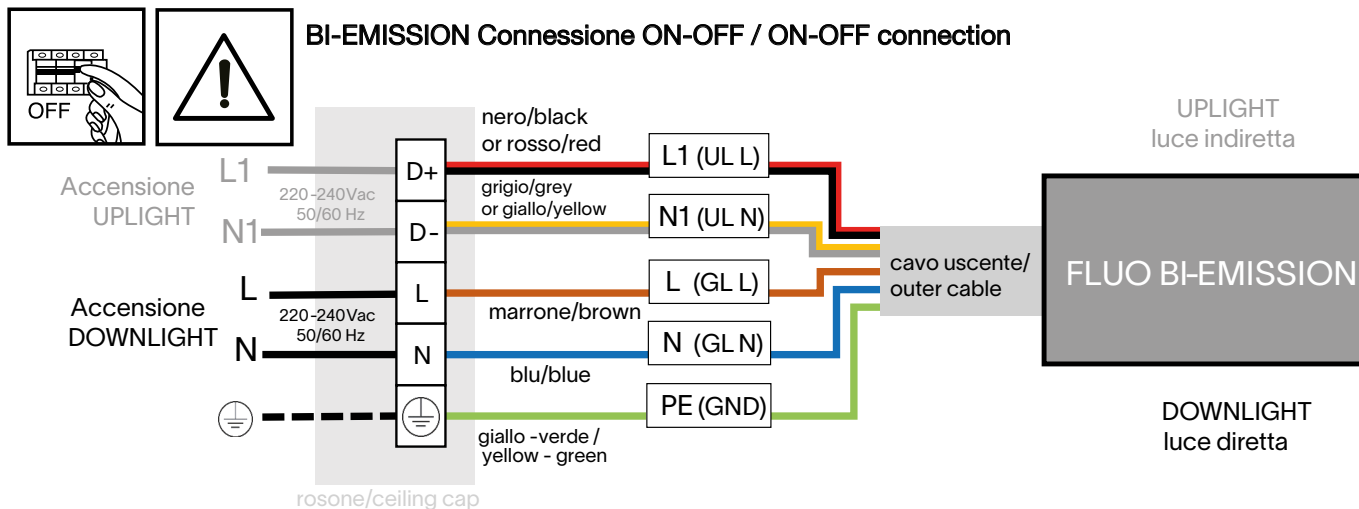 BI-EMISSION Connessione ON-OFF / ON-OFF connection
OFF
nero/black
or rosso/red
UPLIGHT
luce indiretta
Accensione
UPLIGHT
L1
220-240Vac
50/60 Hz
N1
D+
L1 (UL L)
grigio/grey
or giallo/yellow
D-
N1 (UL N)
Accensione
DOWNLIGHT
L
220-240Vac
50/60 Hz
N
L
L (GL L)
marrone/brown
N
N (GL N)
blu/blue
PE (GND)
giallo -verde /
yellow - green
cavo uscente/
outer cable
FLUO BI-EMISSION
DOWNLIGHT
luce diretta
rosone/ceiling cap